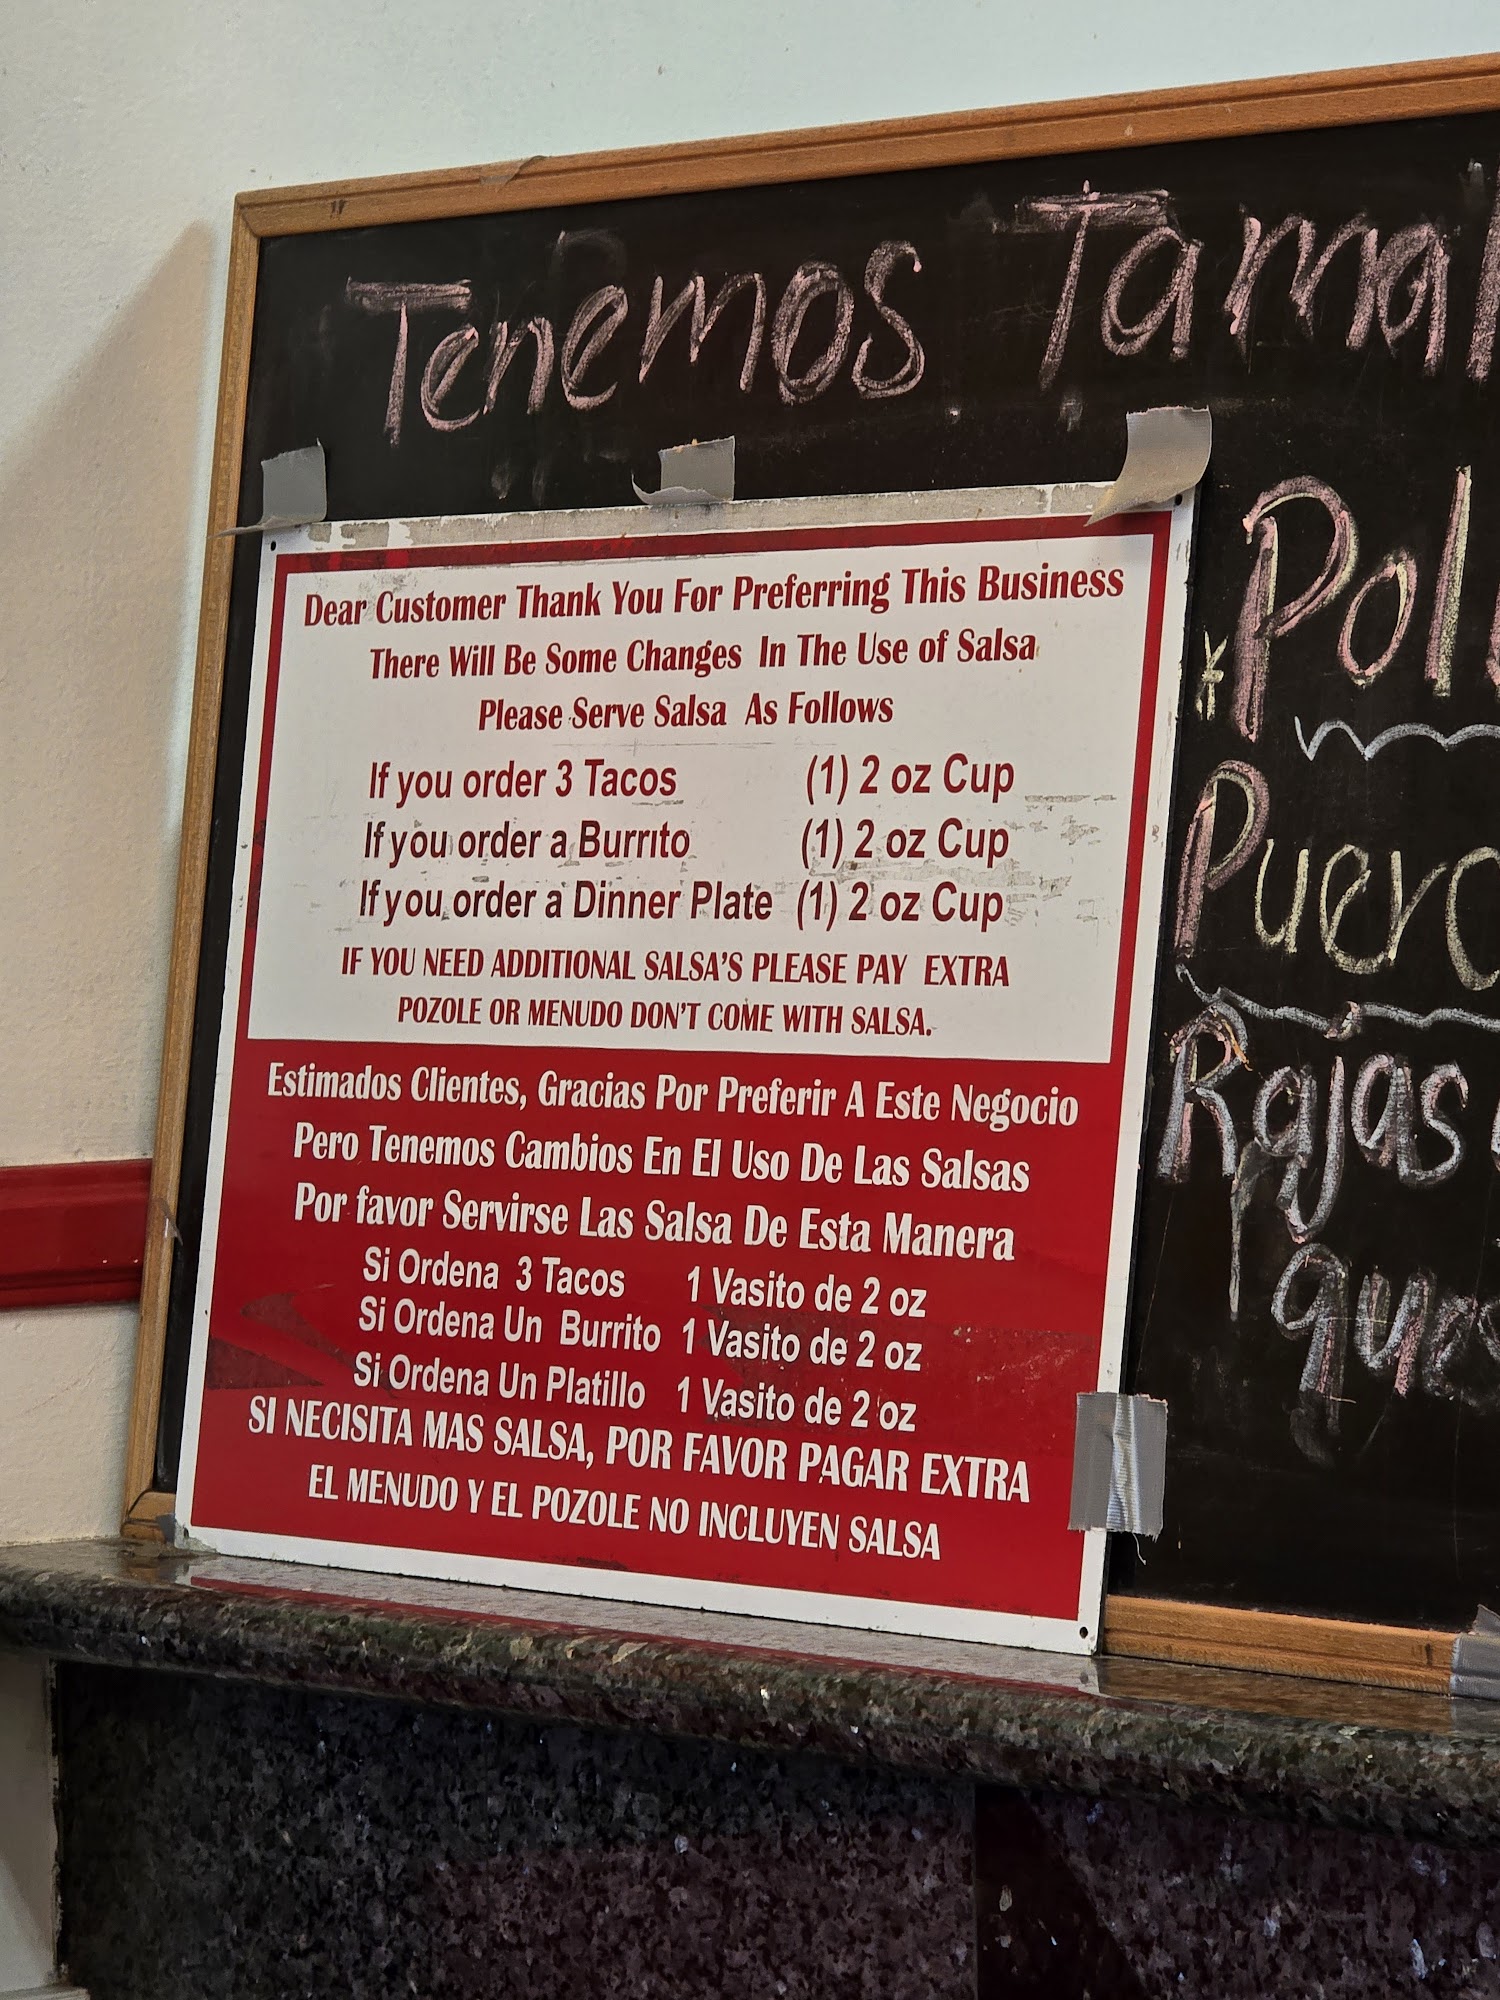 Tenemos
Dear Customer Thank You For Preferring This Business
There Will Be Some Changes In The Use of Salsa
Please Serve Salsa As Follows
If you order 3 Tacos (1) 2 oz Cup
If you order a Burrito (1) 2 oz Cup
If you order a Dinner Plate (1) 2 oz Cup
IF YOU NEED ADDITIONAL SALSA'S PLEASE PAY EXTRA
POZOLE OR MENUDO DON'T COME WITH SALSA.
Estimados Clientes, Gracias Por Preferir A Este Negocio
Pero Tenemos Cambios En El Uso De Las Salsas
Por favor Servirse Las Salsa De Esta Manera
Si Ordena 3 Tacos 1 Vasito de 2 oz
Si Ordena Un Burrito 1 Vasito de 2 oz
Si Ordena Un Platillo 1 Vasito de 2 oz
SI NECISITA MAS SALSA, POR FAVOR PAGAR EXTRA
EL MENUDO Y EL POZOLE NO INCLUYEN SALSA
Rajas